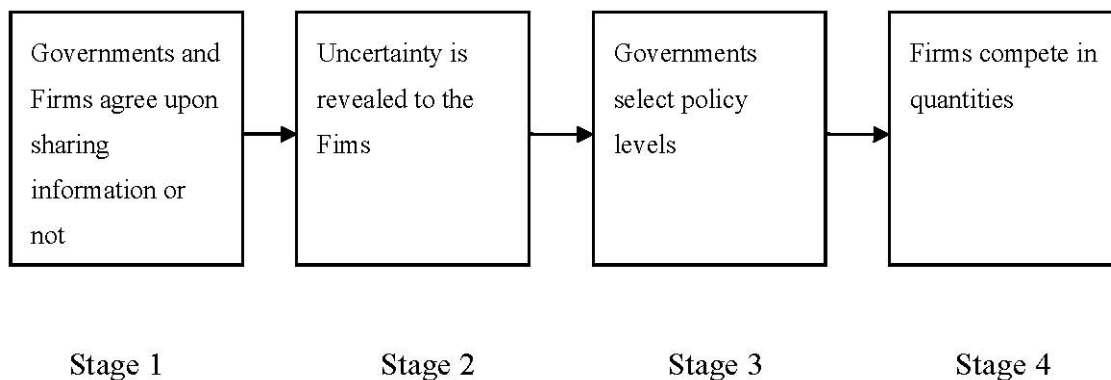 Governments and
Firms agree upon
sharing
information or
not
Uncertainty is
revealed to the
Fims
Governments
select policy
levels
Firms compete in
quantities
Stage 1
Stage 2
Stage 3
Stage 4